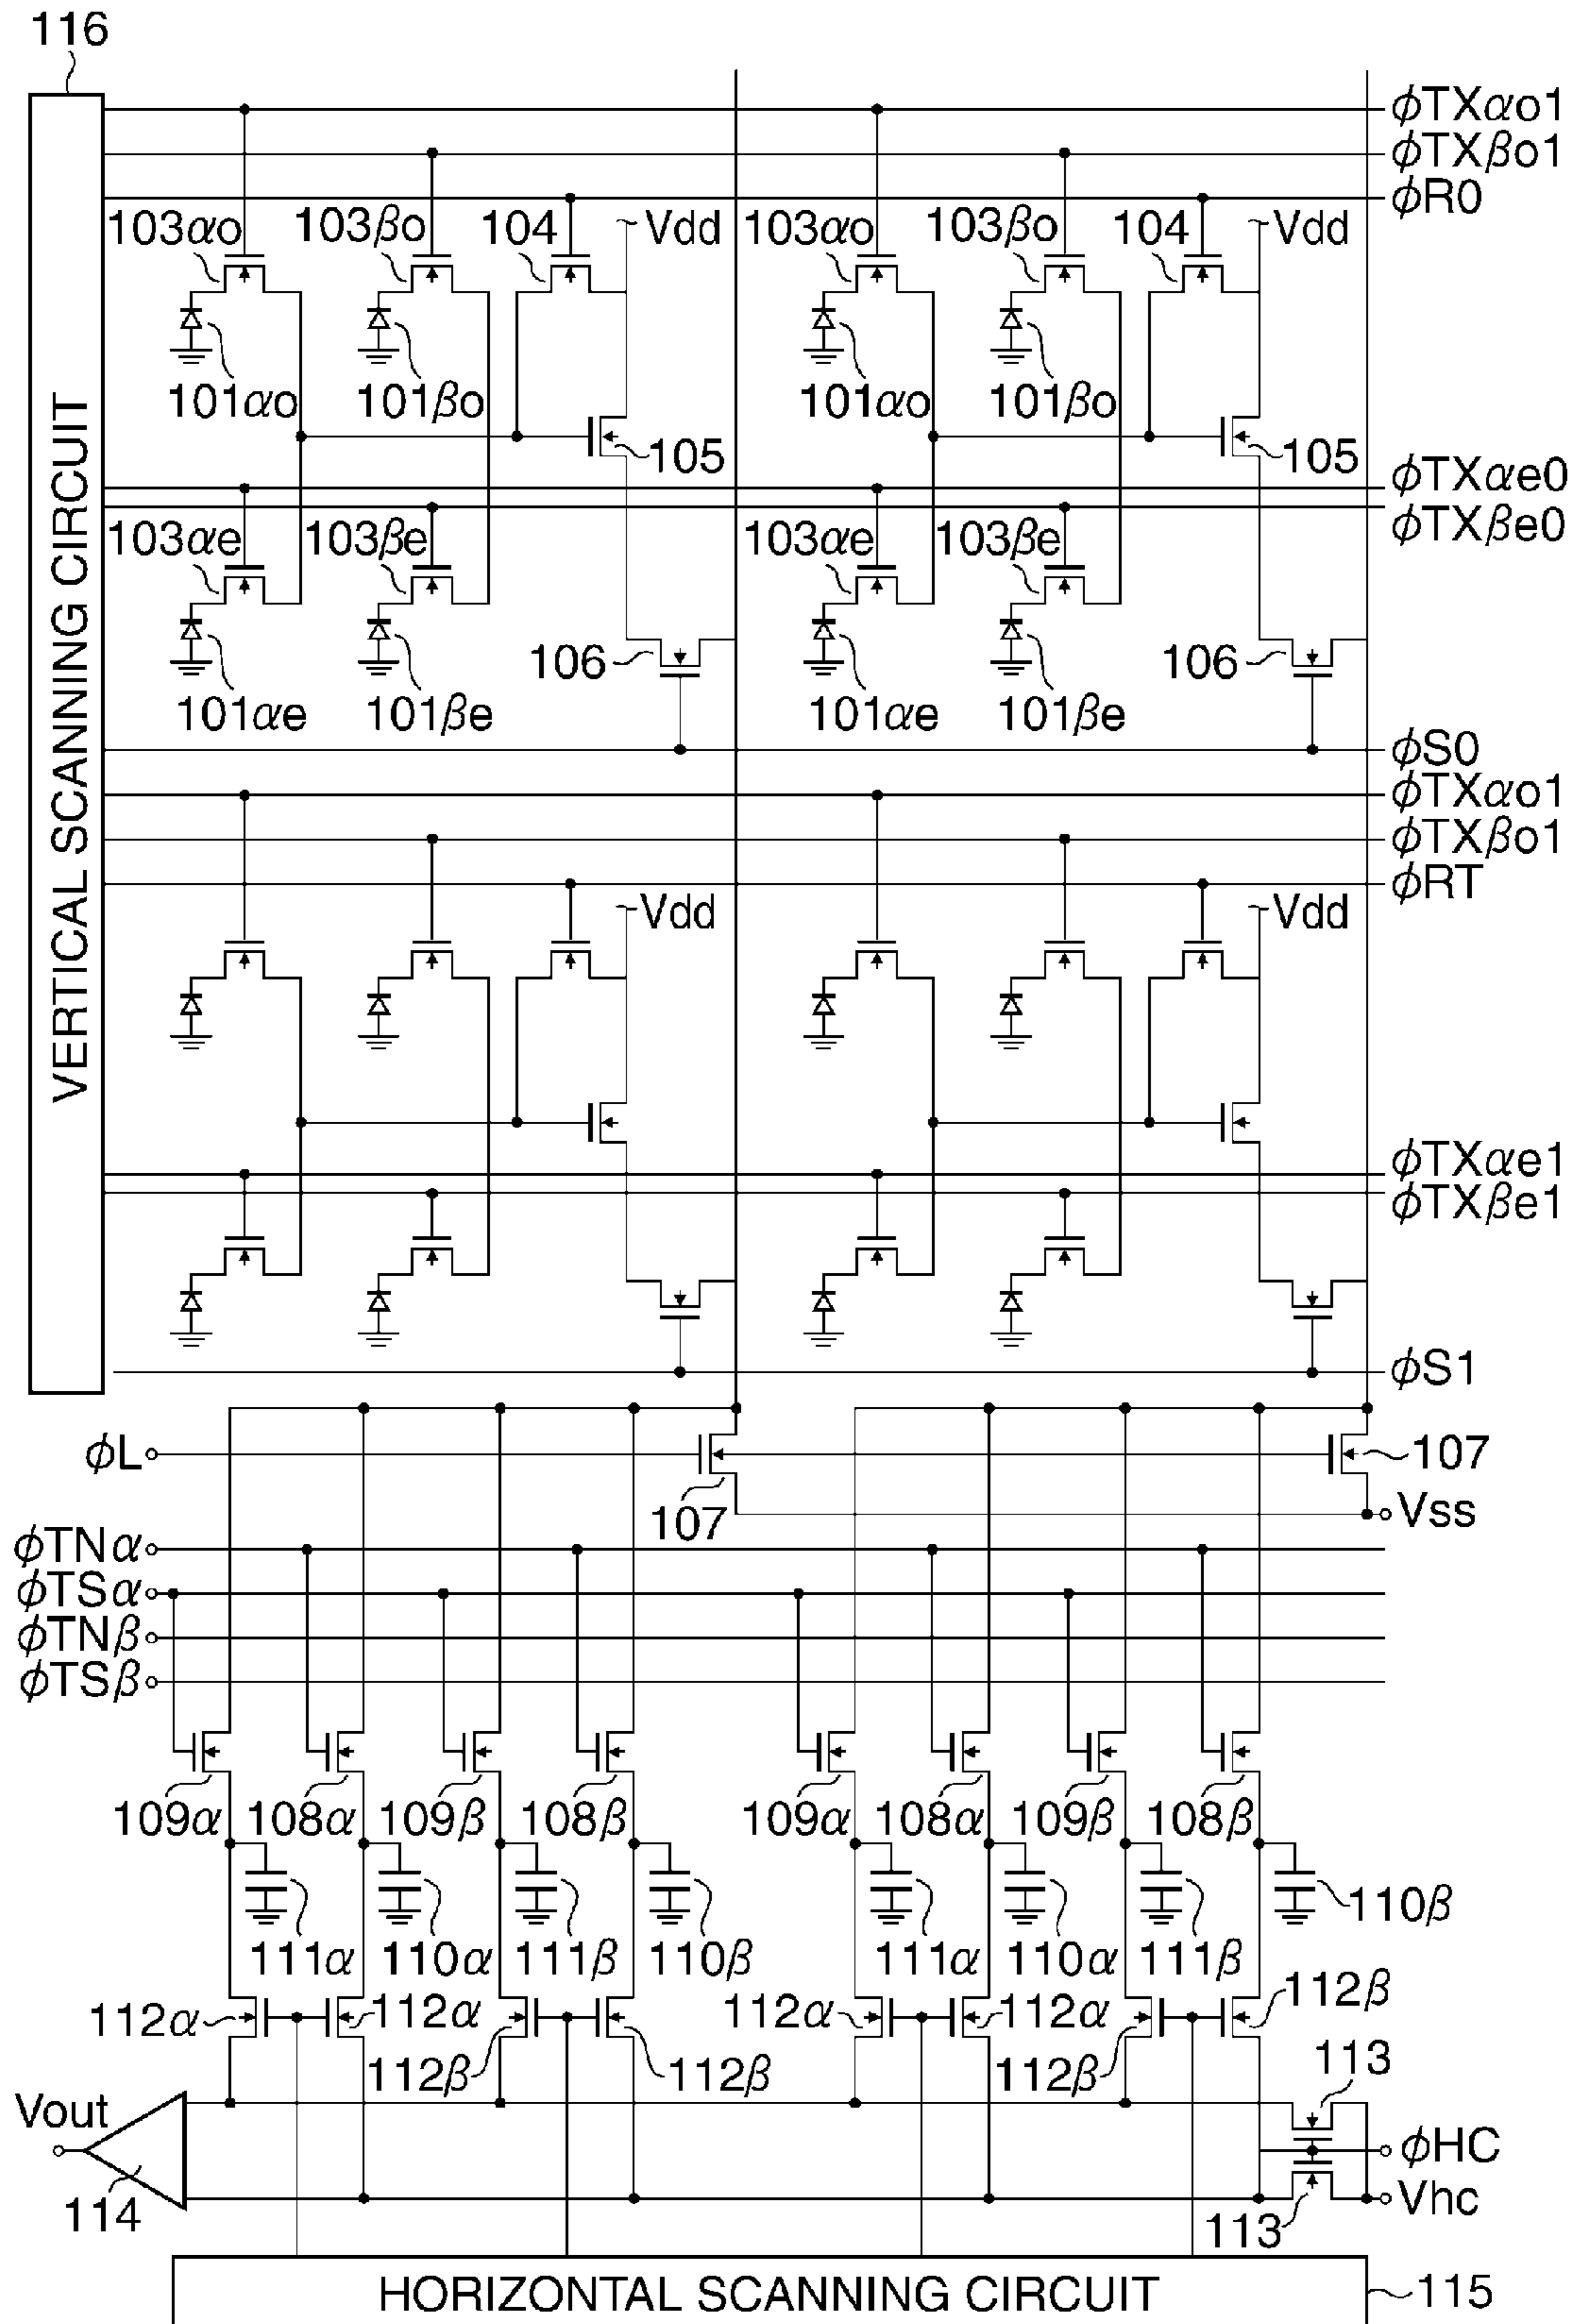 116
ϕTXαo1
ϕTXβo1
ϕR0
103αo 103βo 104 Vdd 103αo 103βo 104 Vdd
101αo 101βo 101αo 101βo
105 105
ϕTXαe0
ϕTXβe0
103αe 103βe 103αe 103βe
106 106
101αe 101βe 101αe 101βe
VERTICAL SCANNING CIRCUIT
ϕS0
ϕTXαo1
ϕTXβo1
ϕRT
Vdd Vdd
ϕTXαe1
ϕTXβe1
ϕS1
ϕL 107
107 Vss
ϕTNα
ϕTSα
ϕTNβ
ϕTSβ
109α 108α 109β 108β 109α 108α 109β 108β
110β
111α 110α 111β 110β 111α 110α 111β
112β
112α 112α 112α 112α
112β 112β 112β 113
Vout
ϕHC
114 Vhc
113
HORIZONTAL SCANNING CIRCUIT 115